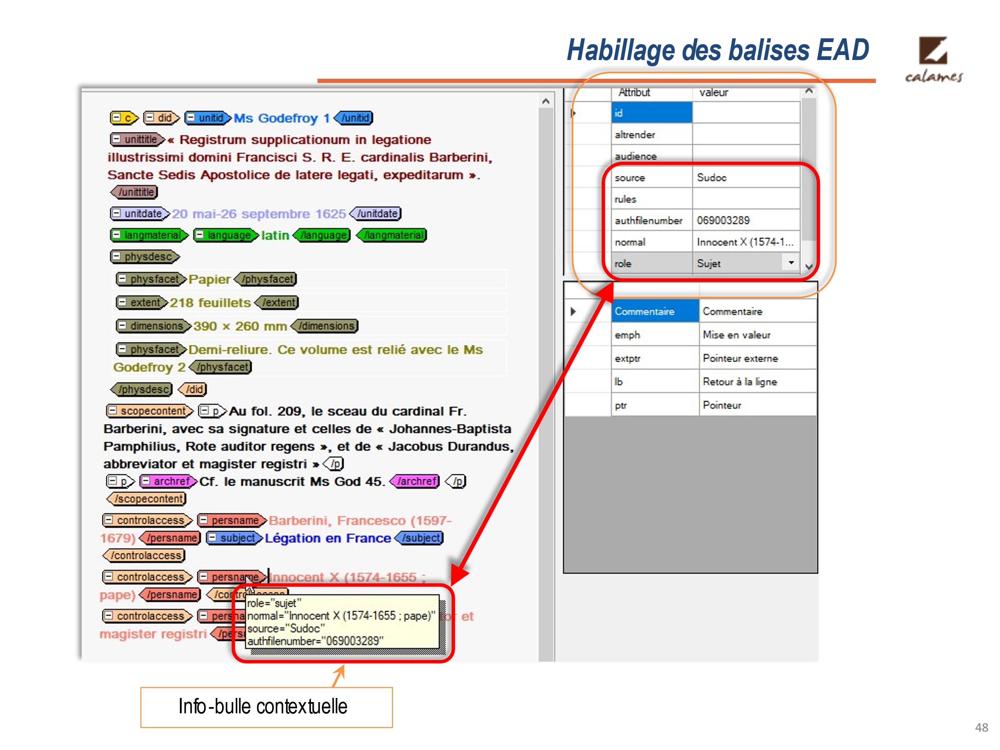 Habillage des balises EAD
calames
c did unitid Ms Godefroy 1 /unitid
unittitle « Registrum supplicationum in legatione
illustrissimi domini Francisci S. R. E. cardinalis Barberini,
Sancte Sedis Apostolice de latere legati, expeditarum ».
/unittitle
unitdate 20 mai-26 septembre 1625 /unitdate
langmaterial language latin /language /langmaterial
physdesc
physfacet Papier /physfacet
extent 218 feuillets /extent
dimensions 390 × 260 mm /dimensions
physfacet Demi-reliure. Ce volume est relié avec le Ms
Godefroy 2 /physfacet
/physdesc /did
scopecontent p Au fol. 209, le sceau du cardinal Fr.
Barberini, avec sa signature et celles de « Johannes-Baptista
Pamphilius, Rote auditor regens », et de « Jacobus Durandus,
abbreviator et magister registri » /p
p archref Cf. le manuscrit Ms God 45. /archref /p
/scopecontent
controlaccess persname Barberini, Francesco (1597-
1679) /persname subject Légation en France /subject
/controlaccess
controlaccess persname Innocent X (1574-1655 ;
pape) /persname
controlaccess et
magister registri
role="sujet"
normal="Innocent X (1574-1655 ; pape)"
source="Sudoc"
authfilenumber="069003289"
Info-bulle contextuelle
Attribut valeur
id
altrender
audience
source Sudoc
rules
authfilenumber 069003289
normal Innocent X (1574-1...
role Sujet
Commentaire Commentaire
emph Mise en valeur
extptr Pointeur externe
lb Retour à la ligne
ptr Pointeur
48